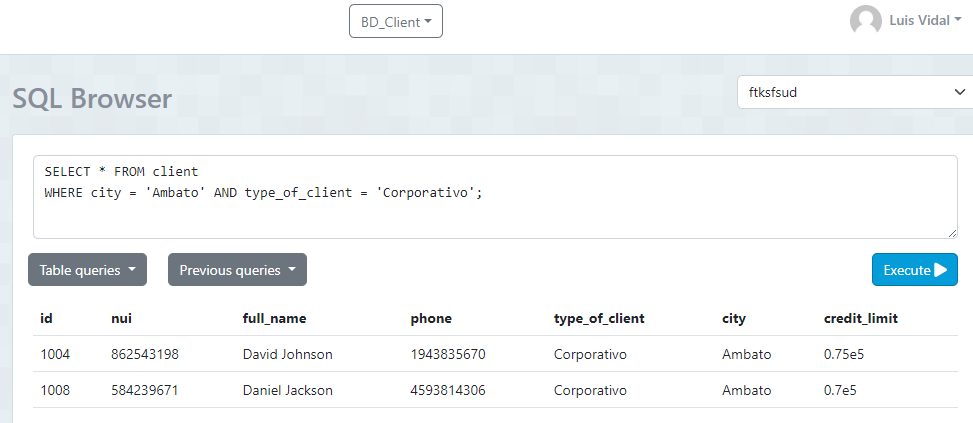 BD_Client
Luis Vidal
SQL Browser
ftksfsud
SELECT * FROM client
WHERE city = 'Ambato' AND type_of_client = 'Corporativo';
Table queries Previous queries Execute
id nui full_name phone type_of_client city credit_limit
1004 862543198 David Johnson 1943835670 Corporativo Ambato 0.75e5
1008 584239671 Daniel Jackson 4593814306 Corporativo Ambato 0.7e5